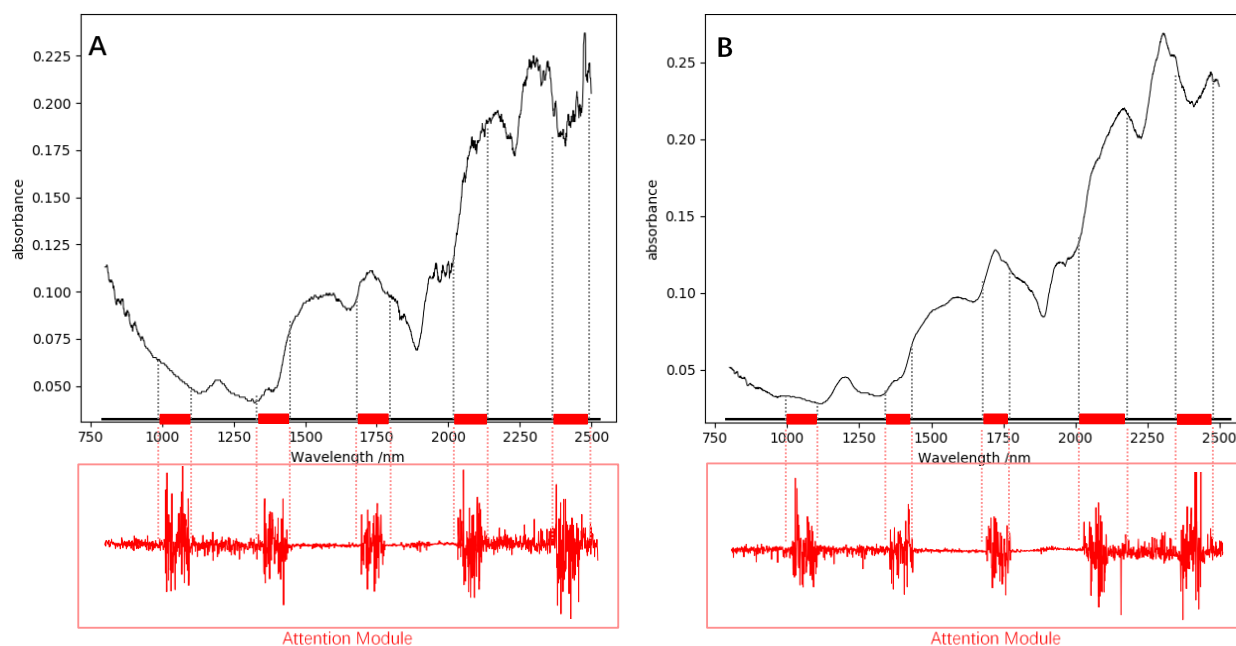 A
absorbance
0.225
0.200
0.175
0.150
0.125
0.100
0.075
0.050
750 1000 1250 1500 1750 2000 2250 2500
Wavelength /nm
Attention Module
B
absorbance
0.25
0.20
0.15
0.10
0.05
750 1000 1250 1500 1750 2000 2250 2500
Wavelength /nm
Attention Module